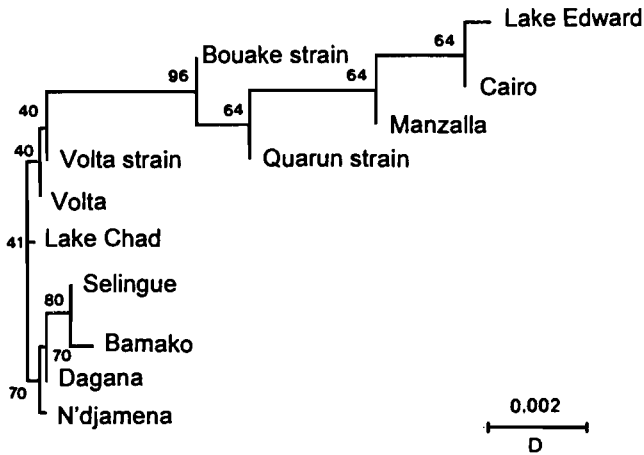 Lake Edward
64
Bouake strain
96
64
Cairo
64
Manzalla
40
40
Volta strain
Quarun strain
Volta
41
Lake Chad
Selingue
80
Bamako
70
Dagana
70
N'djamena
0.002
D